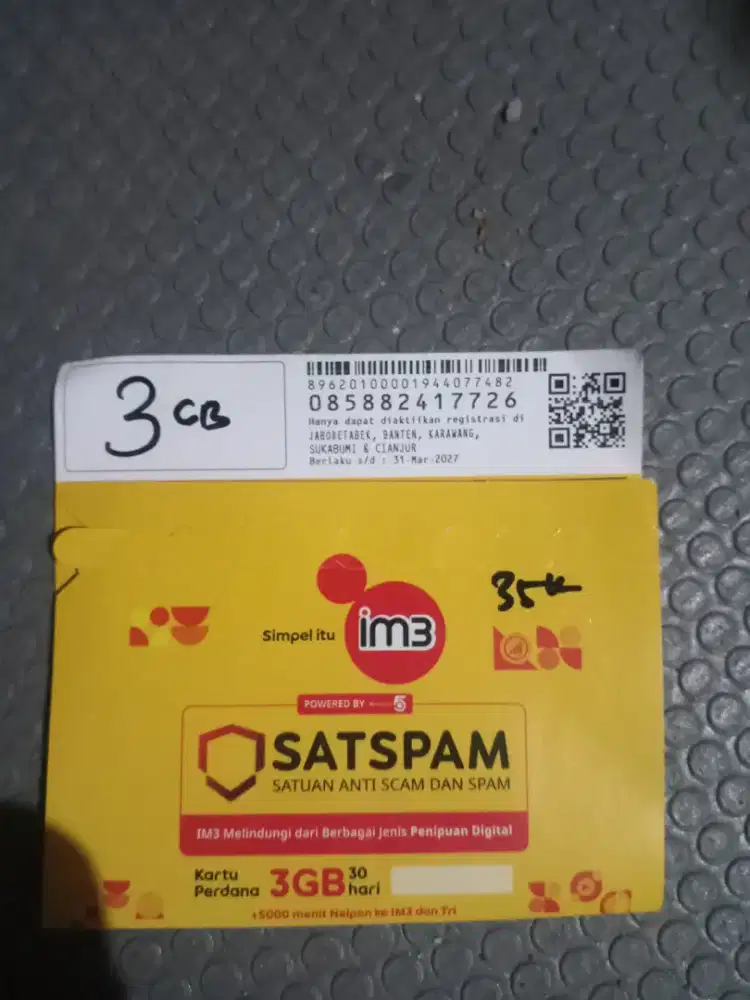 3 GB
89620100001944077482
085882417726
Hanya dapat diaktifkan registrasi di
JABODETABEK, BANTEN, KARAWANG,
SUKABUMI & CIANJUR
Berlaku s/d : 31-Mar-2027
35K
Simpel itu im3
POWERED BY
SATSPAM
SATUAN ANTI SCAM DAN SPAM
IM3 Melindungi dari Berbagai Jenis Penipuan Digital
Kartu Perdana 3GB 30 hari
+5000 menit Nelpon ke IM3 dan Tri